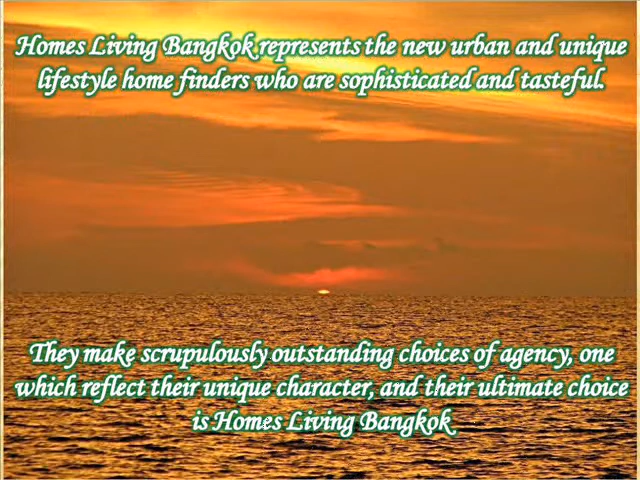 Homes Living Bangkok represents the new urban and unique
lifestyle home finders who are sophisticated and tasteful.
They make scrupulously outstanding choices of agency, one
which reflect their unique character, and their ultimate choice
is Homes Living Bangkok